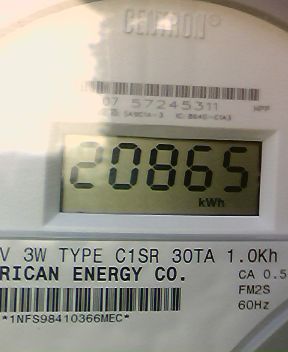 CENTRON®
07 57245311
20865
kWh
V 3W TYPE C1SR 30TA 1.0Kh
RICAN ENERGY CO.
CA 0.5
FM2S
60Hz
*1NFS98410366MEC*